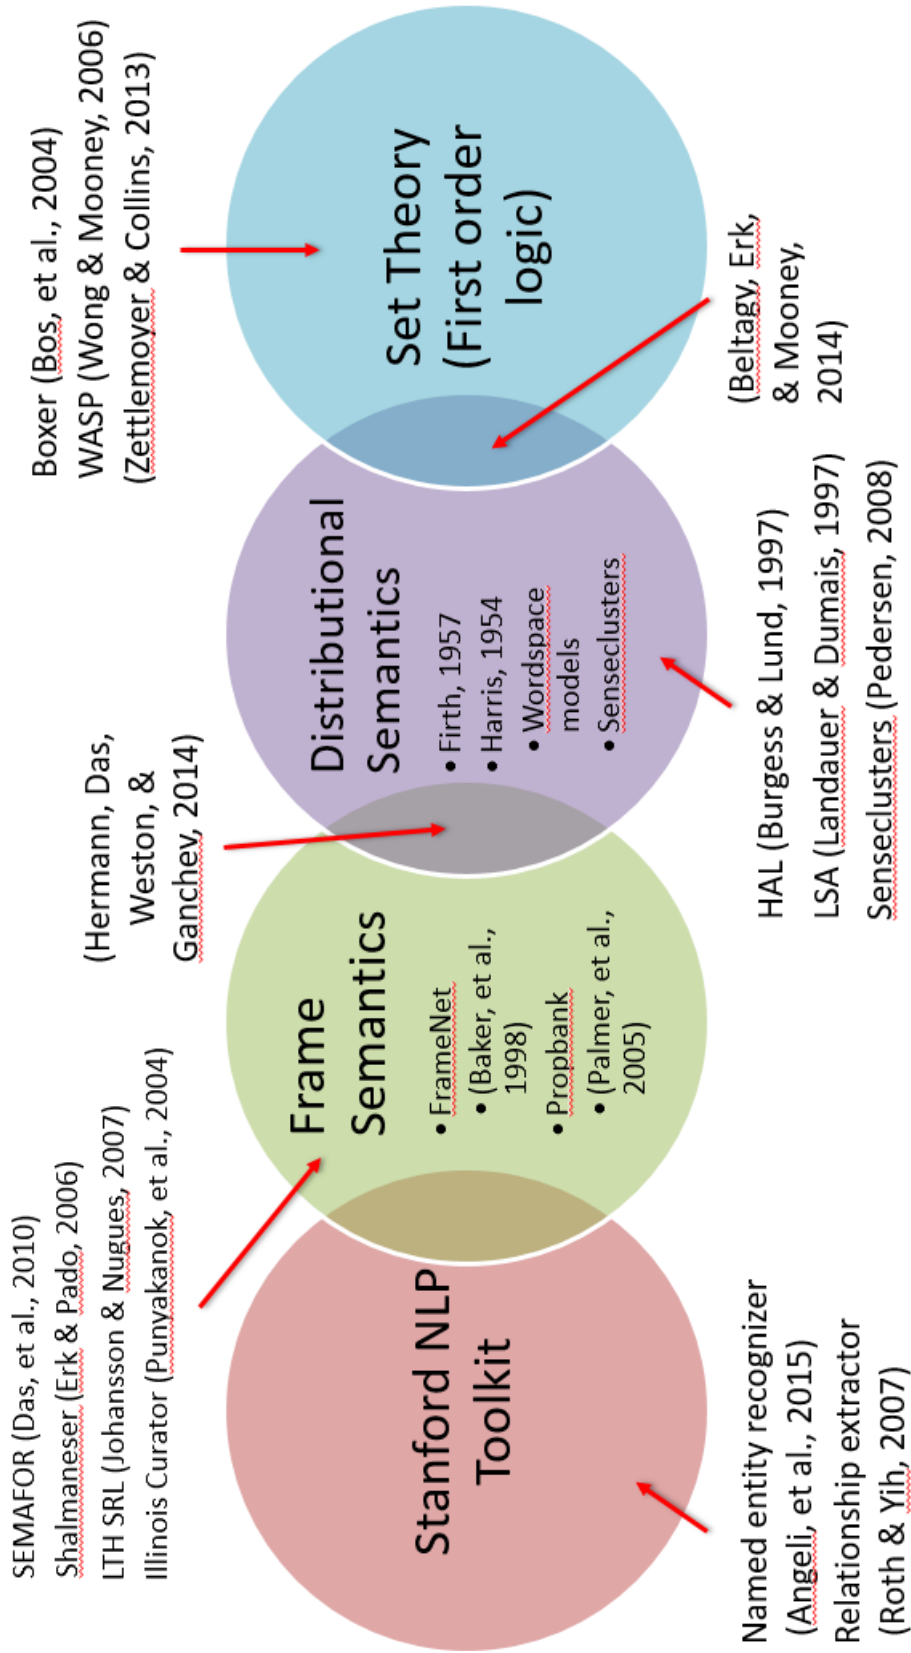 SEMAFOR (Das, et al., 2010)
Shalmaneser (Erk & Pado, 2006)
LTH SRL (Johansson & Nugues, 2007)
Illinois Curator (Punyakanok, et al., 2004)
(Hermann, Das,
Weston, &
Ganchev, 2014)
Boxer (Bos, et al., 2004)
WASP (Wong & Mooney, 2006)
(Zettlemoyer & Collins, 2013)
Stanford NLP
Toolkit
Frame
Semantics
• FrameNet
• (Baker, et al.,
1998)
• Propbank
• (Palmer, et al.,
2005)
Distributional
Semantics
• Firth, 1957
• Harris, 1954
• Wordspace
models
• Senseclusters
Set Theory
(First order
logic)
Named entity recognizer
(Angeli, et al., 2015)
Relationship extractor
(Roth & Yih, 2007)
HAL (Burgess & Lund, 1997)
LSA (Landauer & Dumais, 1997)
Senseclusters (Pedersen, 2008)
(Beltagy, Erk,
& Mooney,
2014)